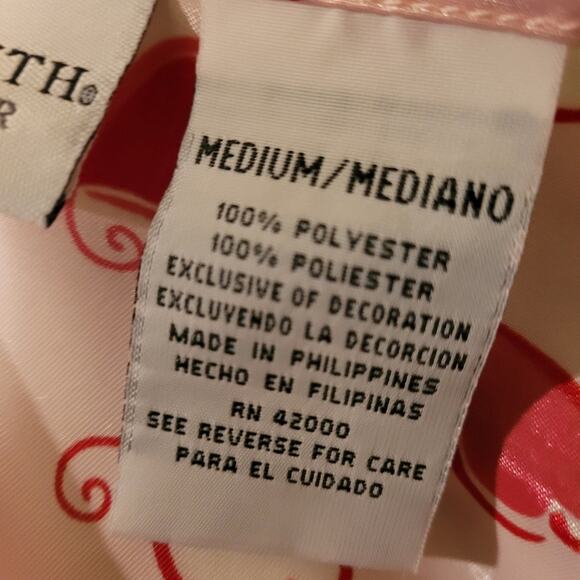 TH®
R
MEDIUM/MEDIANO
100% POLYESTER
100% POLIESTER
EXCLUSIVE OF DECORATION
EXCLUYENDO LA DECORCION
MADE IN PHILIPPINES
HECHO EN FILIPINAS
RN 42000
SEE REVERSE FOR CARE
PARA EL CUIDADO